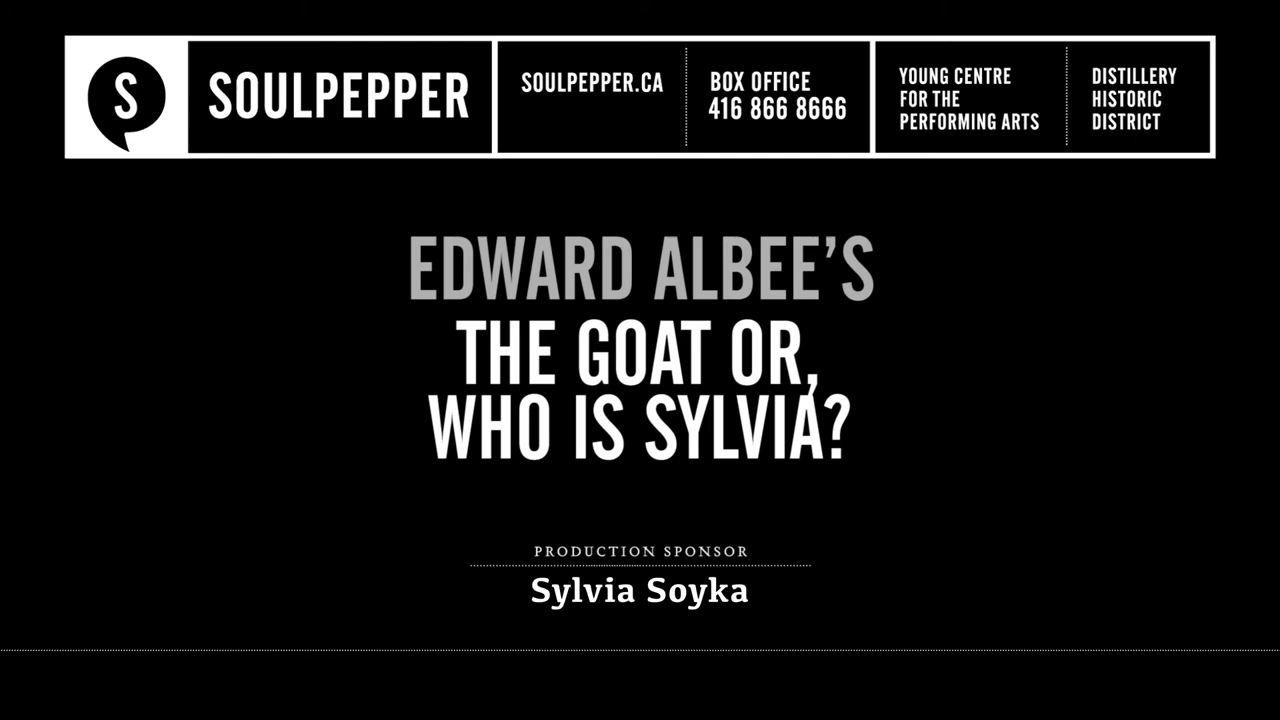 S
SOULPEPPER
SOULPEPPER.CA
BOX OFFICE
416 866 8666
YOUNG CENTRE
FOR THE
PERFORMING ARTS
DISTILLERY
HISTORIC
DISTRICT
EDWARD ALBEE’S
THE GOAT OR,
WHO IS SYLVIA?
PRODUCTION SPONSOR
Sylvia Soyka